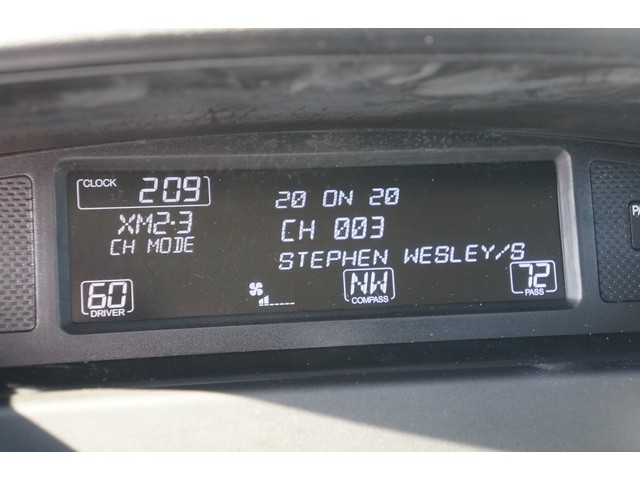 CLOCK 209
20 ON 20
XM2·3
CH 003
CH MODE
STEPHEN WESLEY/S
60
DRIVER
NW
COMPASS
72
PASS
PA